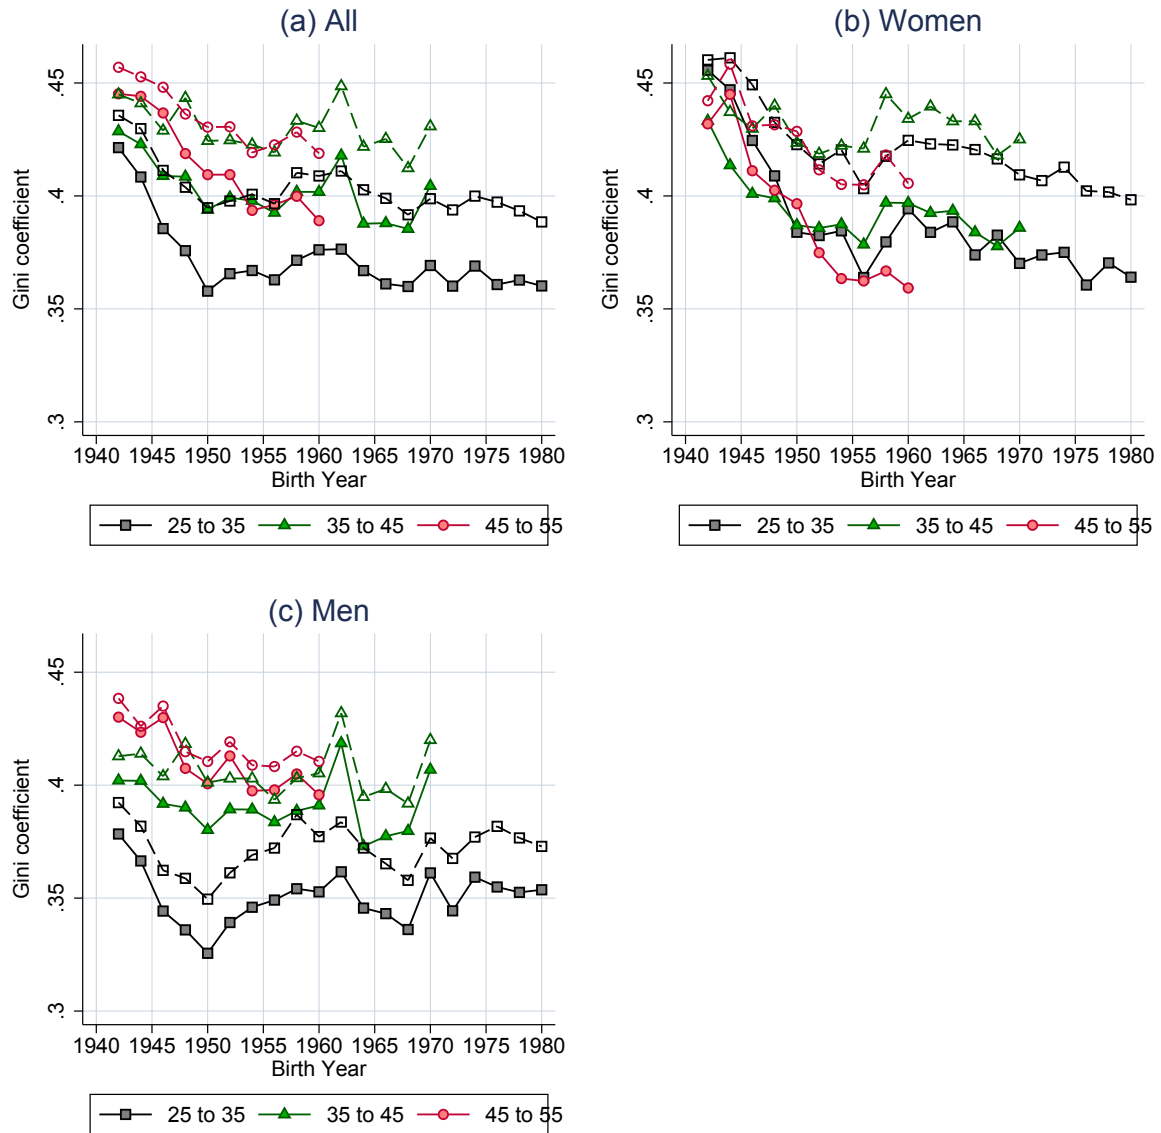 (a) All
Gini coefficient
.45
.4
.35
.3
1940 1945 1950 1955 1960 1965 1970 1975 1980
Birth Year
25 to 35 35 to 45 45 to 55
(b) Women
Gini coefficient
.45
.4
.35
.3
1940 1945 1950 1955 1960 1965 1970 1975 1980
Birth Year
25 to 35 35 to 45 45 to 55
(c) Men
Gini coefficient
.45
.4
.35
.3
1940 1945 1950 1955 1960 1965 1970 1975 1980
Birth Year
25 to 35 35 to 45 45 to 55